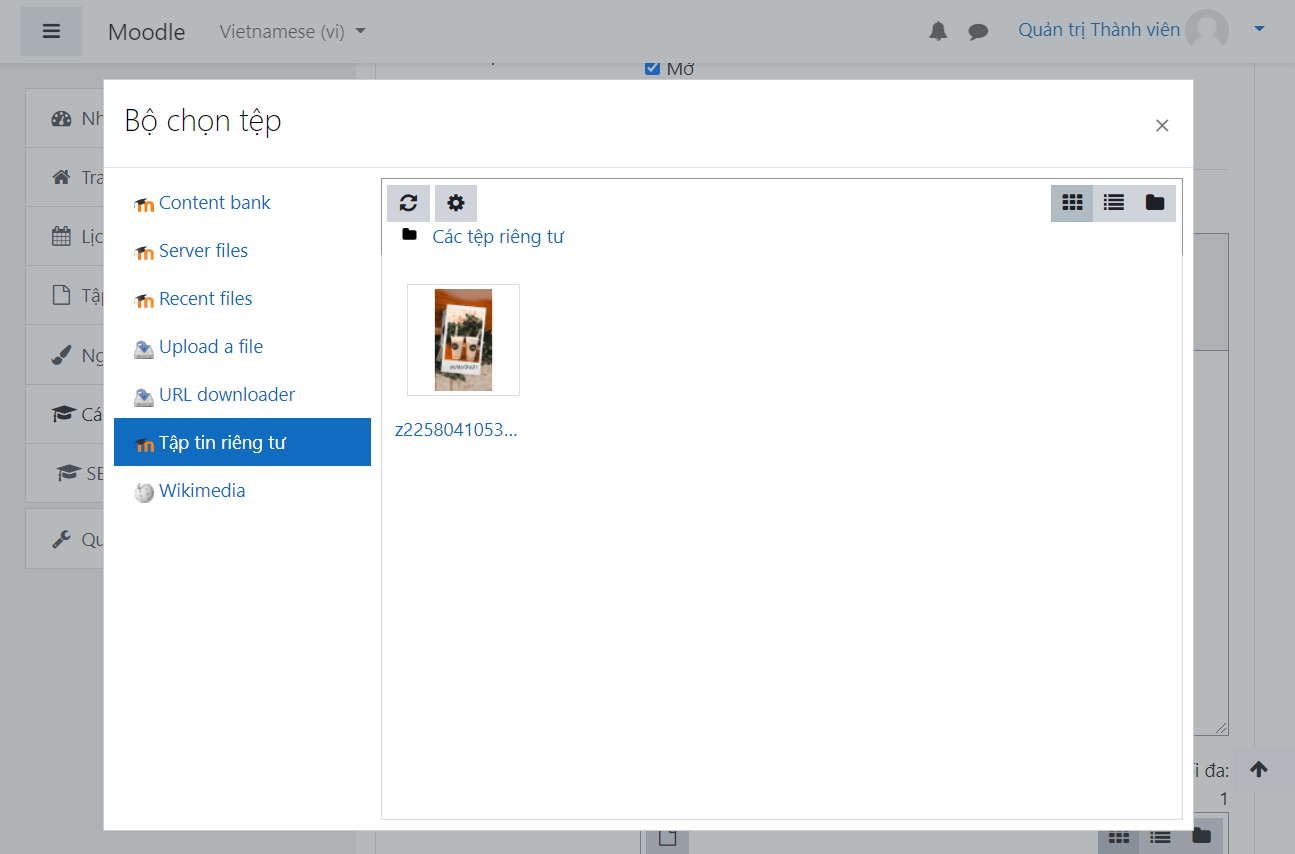 Moodle
Vietnamese (vi)
Quản trị Thành viên
Mở
Bộ chọn tệp
×
Nh
Tra
Lịc
Tập
Ng
Cá
SE
Qu
Content bank
Server files
Recent files
Upload a file
URL downloader
Tập tin riêng tư
Wikimedia
Các tệp riêng tư
z2258041053...
i đa:
1